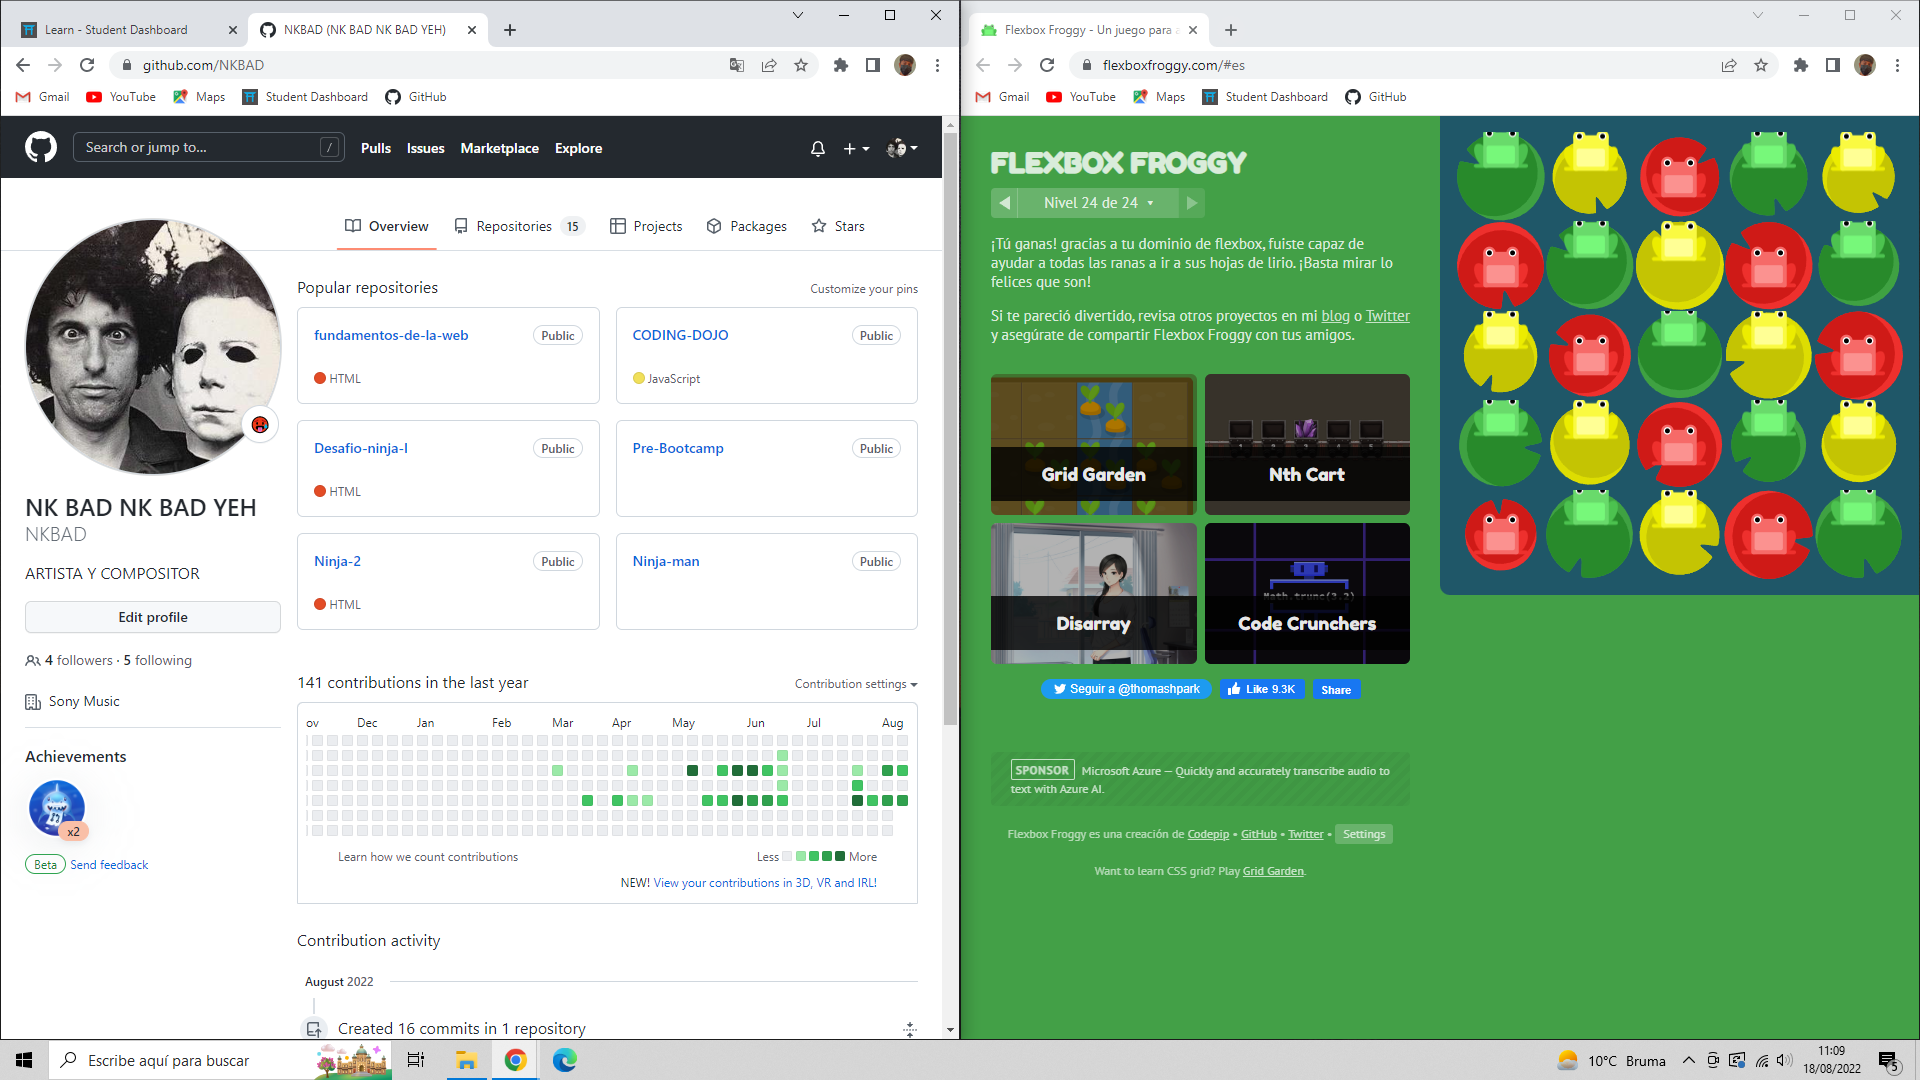 Learn - Student Dashboard
NKBAD (NK BAD NK BAD YEH)
github.com/NKBAD
Gmail
YouTube
Maps
Student Dashboard
GitHub
Search or jump to...
/
Pulls
Issues
Marketplace
Explore
Overview
Repositories 15
Projects
Packages
Stars
NK BAD NK BAD YEH
NKBAD
ARTISTA Y COMPOSITOR
Edit profile
4 followers · 5 following
Sony Music
Achievements
x2
Beta Send feedback
Popular repositories
Customize your pins
fundamentos-de-la-web
Public
HTML
CODING-DOJO
Public
JavaScript
Desafio-ninja-I
Public
HTML
Pre-Bootcamp
Public
Ninja-2
Public
HTML
Ninja-man
Public
141 contributions in the last year
Contribution settings
ov Dec Jan Feb Mar Apr May Jun Jul Aug
Learn how we count contributions
Less More
NEW! View your contributions in 3D, VR and IRL!
Contribution activity
August 2022
Created 16 commits in 1 repository
Flexbox Froggy - Un juego para a
flexboxfroggy.com/#es
Gmail
YouTube
Maps
Student Dashboard
GitHub
FLEXBOX FROGGY
Nivel 24 de 24
¡Tú ganas! gracias a tu dominio de flexbox, fuiste capaz de
ayudar a todas las ranas a ir a sus hojas de lirio. ¡Basta mirar lo
felices que son!
Si te pareció divertido, revisa otros proyectos en mi blog o Twitter
y asegúrate de compartir Flexbox Froggy con tus amigos.
Grid Garden
Nth Cart
Disarray
Math.trunc(3.2)
Code Crunchers
Seguir a @thomashpark
Like 9.3K
Share
SPONSOR Microsoft Azure — Quickly and accurately transcribe audio to
text with Azure AI.
Flexbox Froggy es una creación de Codepip • GitHub • Twitter • Settings
Want to learn CSS grid? Play Grid Garden.
Escribe aquí para buscar
10°C Bruma
11:09
18/08/2022
5